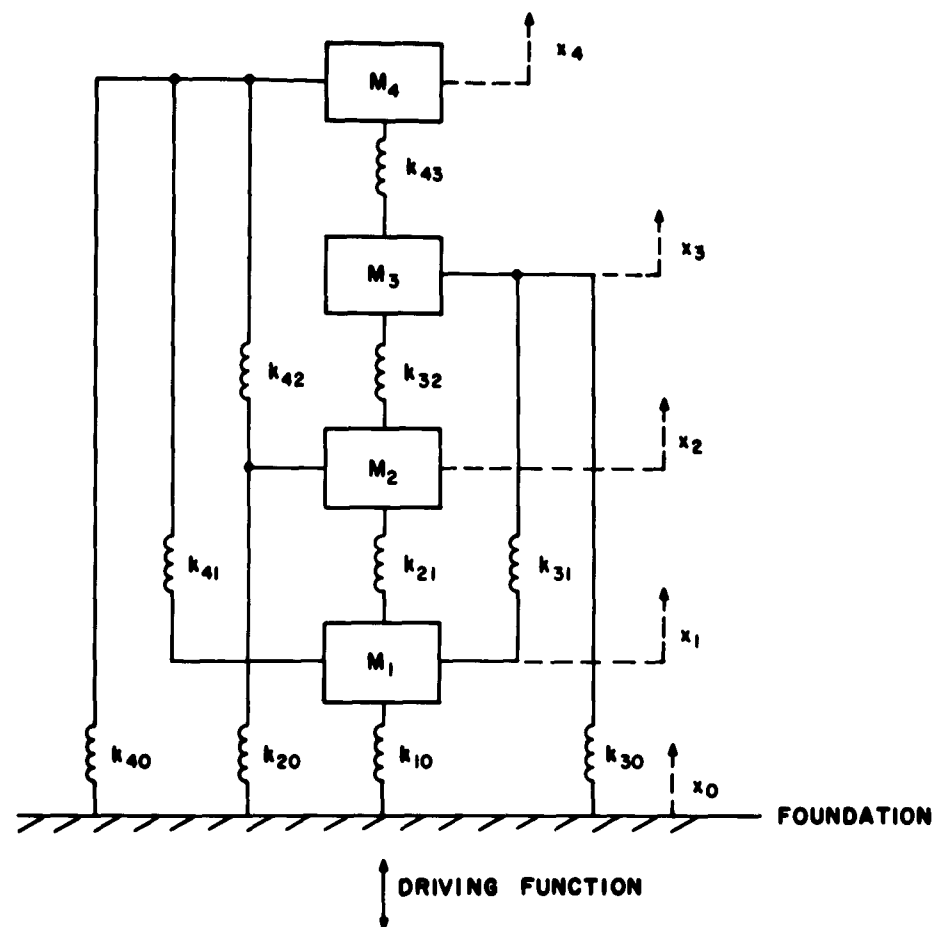 x₄
M₄
k₄₃
x₃
M₃
k₄₂
k₃₂
x₂
M₂
k₄₁
k₂₁
k₃₁
x₁
M₁
k₄₀
k₂₀
k₁₀
k₃₀
x₀
FOUNDATION
DRIVING FUNCTION